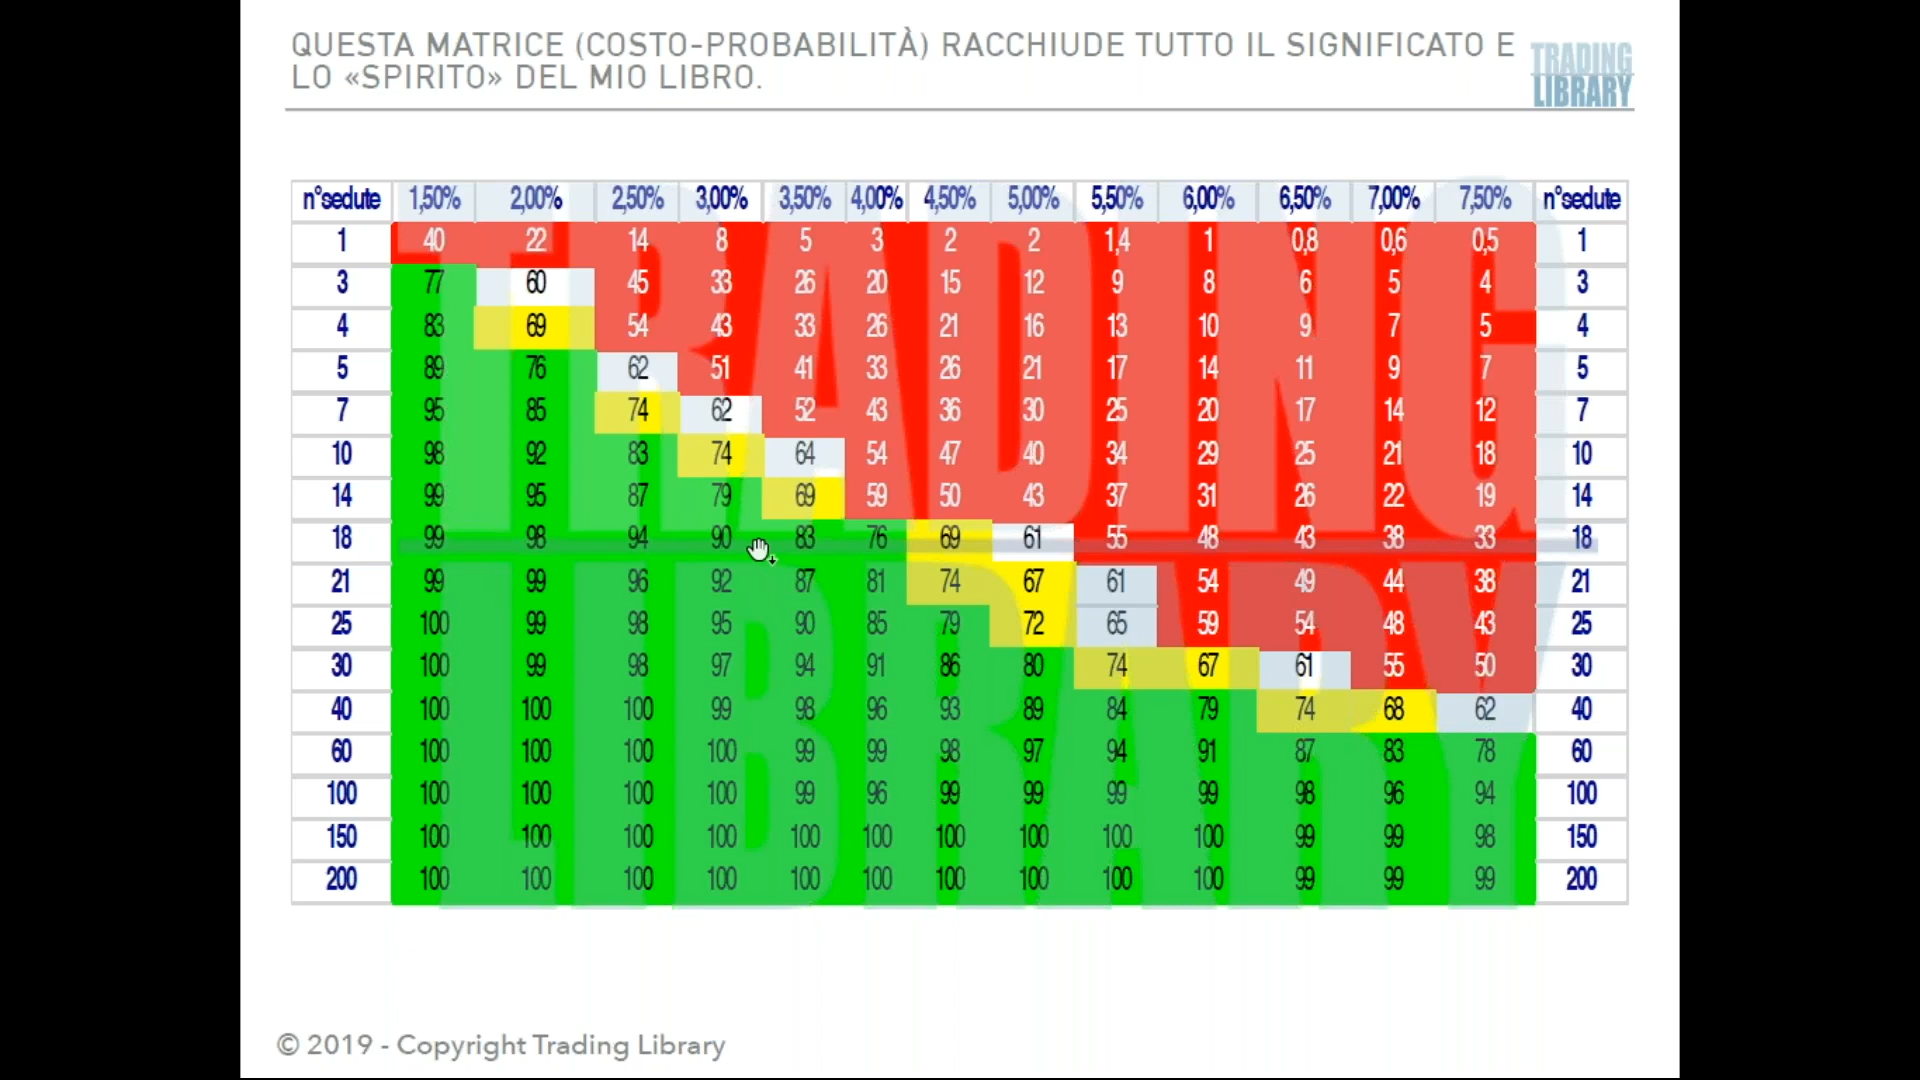 QUESTA MATRICE (COSTO-PROBABILITÀ) RACCHIUDE TUTTO IL SIGNIFICATO E
LO «SPIRITO» DEL MIO LIBRO.
TRADING
LIBRARY
n°sedute 1,50% 2,00% 2,50% 3,00% 3,50% 4,00% 4,50% 5,00% 5,50% 6,00% 6,50% 7,00% 7,50% n°sedute
1 40 22 14 8 5 3 2 2 1,4 1 0,8 0,6 0,5 1
3 77 60 45 33 26 20 15 12 9 8 6 5 4 3
4 83 69 54 43 33 26 21 16 13 10 9 7 5 4
5 89 76 62 51 41 33 26 21 17 14 11 9 7 5
7 95 85 74 62 52 43 36 30 25 20 17 14 12 7
10 98 92 83 74 64 54 47 40 34 29 25 21 18 10
14 99 95 87 79 69 59 50 43 37 31 26 22 19 14
18 99 98 94 90 83 76 69 61 55 48 43 38 33 18
21 99 99 96 92 87 81 74 67 61 54 49 44 38 21
25 100 99 98 95 90 85 79 72 65 59 54 48 43 25
30 100 99 98 97 94 91 86 80 74 67 61 55 50 30
40 100 100 100 99 98 96 93 89 84 79 74 68 62 40
60 100 100 100 100 99 99 98 97 94 91 87 83 78 60
100 100 100 100 100 99 96 99 99 99 99 98 96 94 100
150 100 100 100 100 100 100 100 100 100 100 99 99 98 150
200 100 100 100 100 100 100 100 100 100 100 99 99 99 200
TRADING
LIBRARY
© 2019 - Copyright Trading Library